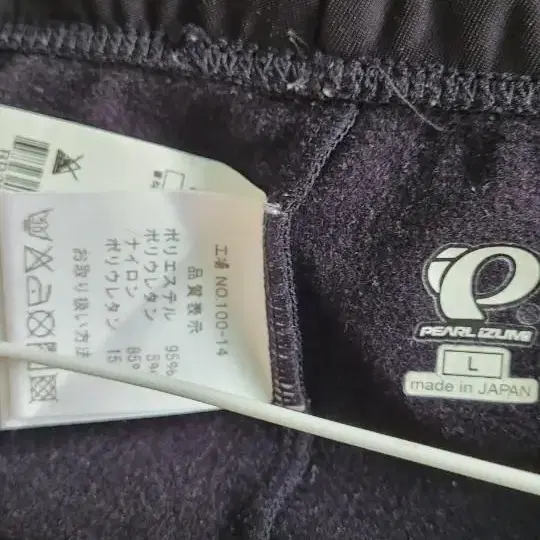 工場 NO.100-14
品質表示
ポリエステル 95%
ポリウレタン 5%
ナイロン 85%
ポリウレタン 15
お取り扱い方法
PEARL iZUMi
L
made in JAPAN